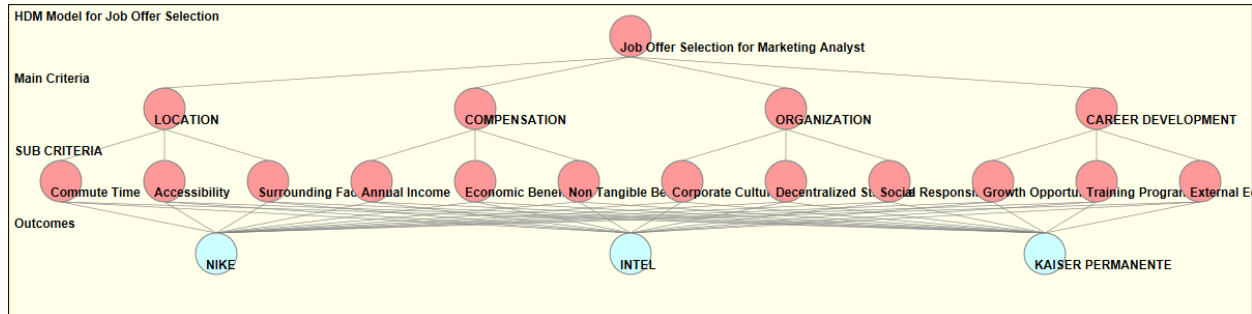 HDM Model for Job Offer Selection
Job Offer Selection for Marketing Analyst
Main Criteria
LOCATION
COMPENSATION
ORGANIZATION
CAREER DEVELOPMENT
SUB CRITERIA
Commute Time
Accessibility
Surrounding Fac
Annual Income
Economic Benef
Non Tangible Be
Corporate Cultu
Decentralized St
Social Responsi
Growth Opportu
Training Program
External Ed
Outcomes
NIKE
INTEL
KAISER PERMANENTE